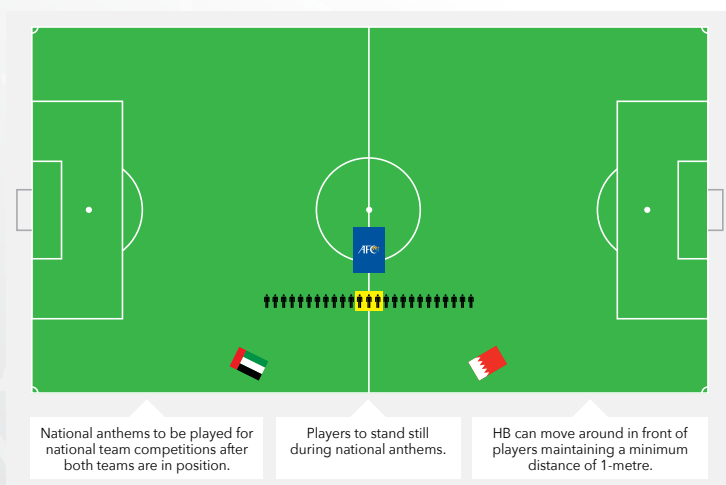 AFC
National anthems to be played for
national team competitions after
both teams are in position.
Players to stand still
during national anthems.
HB can move around in front of
players maintaining a minimum
distance of 1-metre.